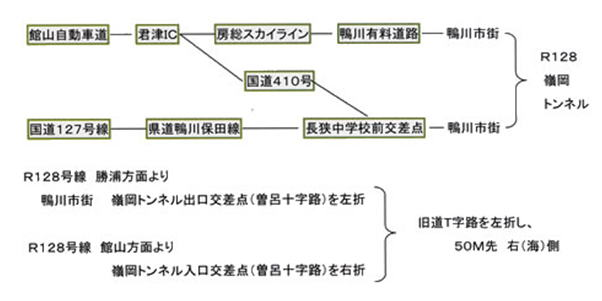 館山自動車道 君津IC 房総スカイライン 鴨川有料道路 鴨川市街
国道410号
R128
嶺岡
トンネル
国道127号線 県道鴨川保田線 長狭中学校前交差点 鴨川市街
R128号線 勝浦方面より
鴨川市街 嶺岡トンネル出口交差点(曽呂十字路)を左折
R128号線 館山方面より
嶺岡トンネル入口交差点(曽呂十字路)を右折
旧道T字路を左折し、
50M先 右(海)側